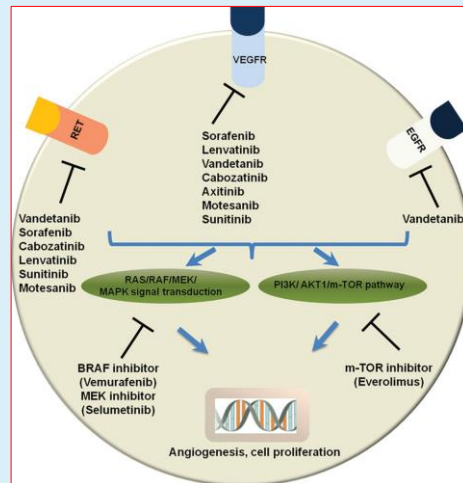 VEGFR
RET
EGFR
Sorafenib
Lenvatinib
Vandetanib
Cabozatinib
Axitinib
Motesanib
Sunitinib
Vandetanib
Sorafenib
Cabozatinib
Lenvatinib
Sunitinib
Motesanib
Vandetanib
RAS/RAF/MEK/
MAPK signal transduction
PI3K/ AKT1/m-TOR pathway
BRAF inhibitor
(Vemurafenib)
MEK inhibitor
(Selumetinib)
m-TOR inhibitor
(Everolimus)
Angiogenesis, cell proliferation